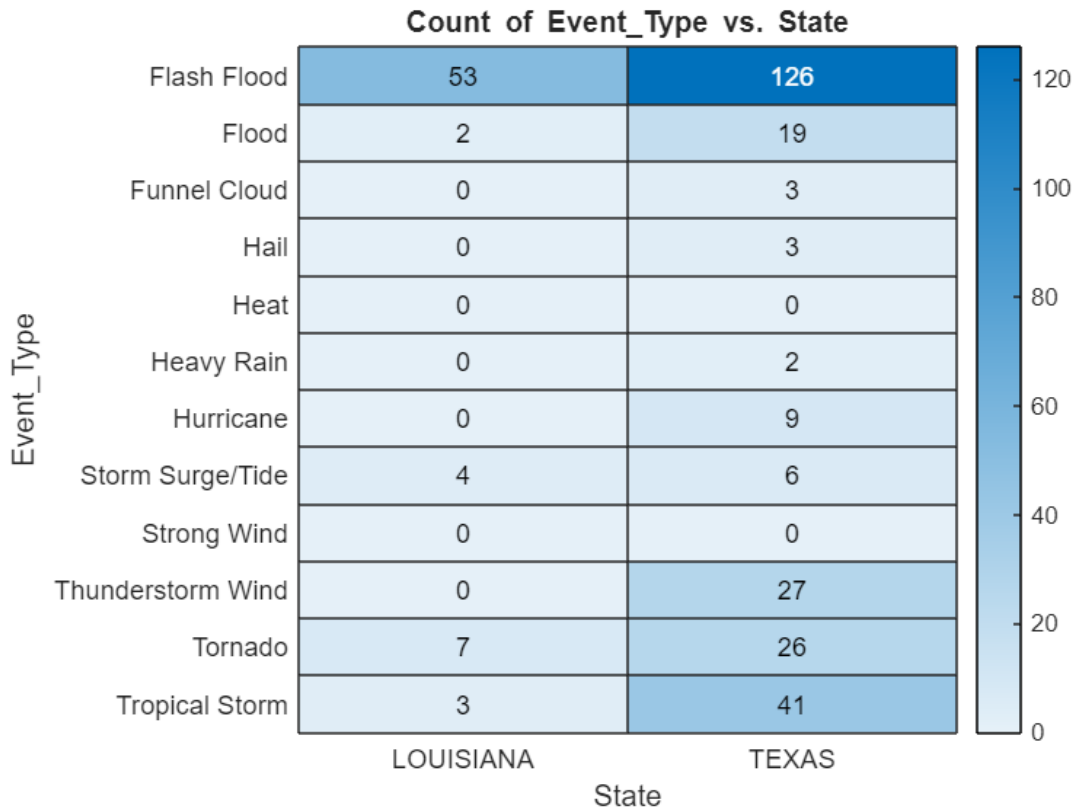 Count of Event_Type vs. State
Flash Flood 53 126
Flood 2 19
Funnel Cloud 0 3
Hail 0 3
Heat 0 0
Heavy Rain 0 2
Hurricane 0 9
Storm Surge/Tide 4 6
Strong Wind 0 0
Thunderstorm Wind 0 27
Tornado 7 26
Tropical Storm 3 41
LOUISIANA TEXAS
State
Event_Type
120
100
80
60
40
20
0